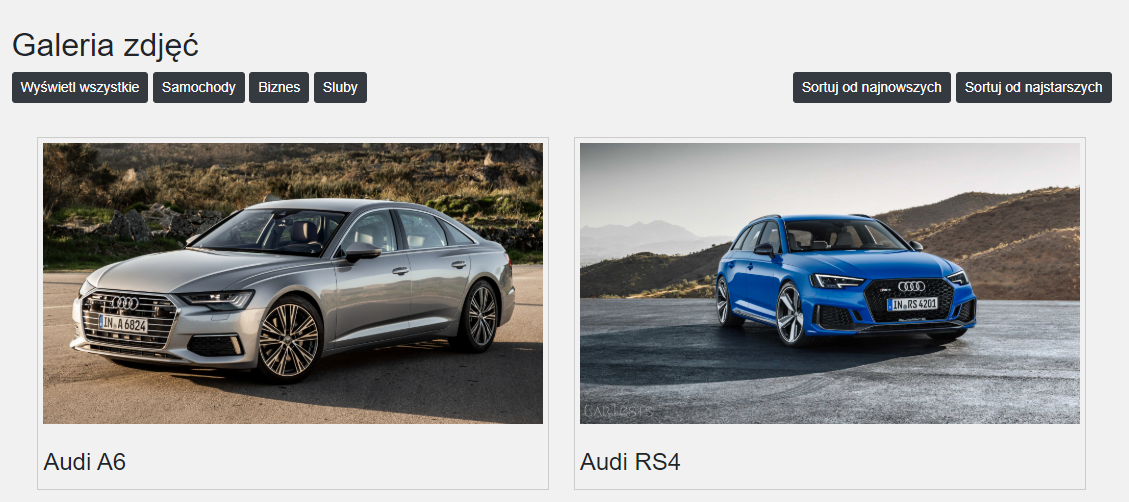 Galeria zdjęć
Wyświetl wszystkie Samochody Biznes Sluby Sortuj od najnowszych Sortuj od najstarszych
IN A 6824
IN RS 4201
CARTESTS
Audi A6 Audi RS4